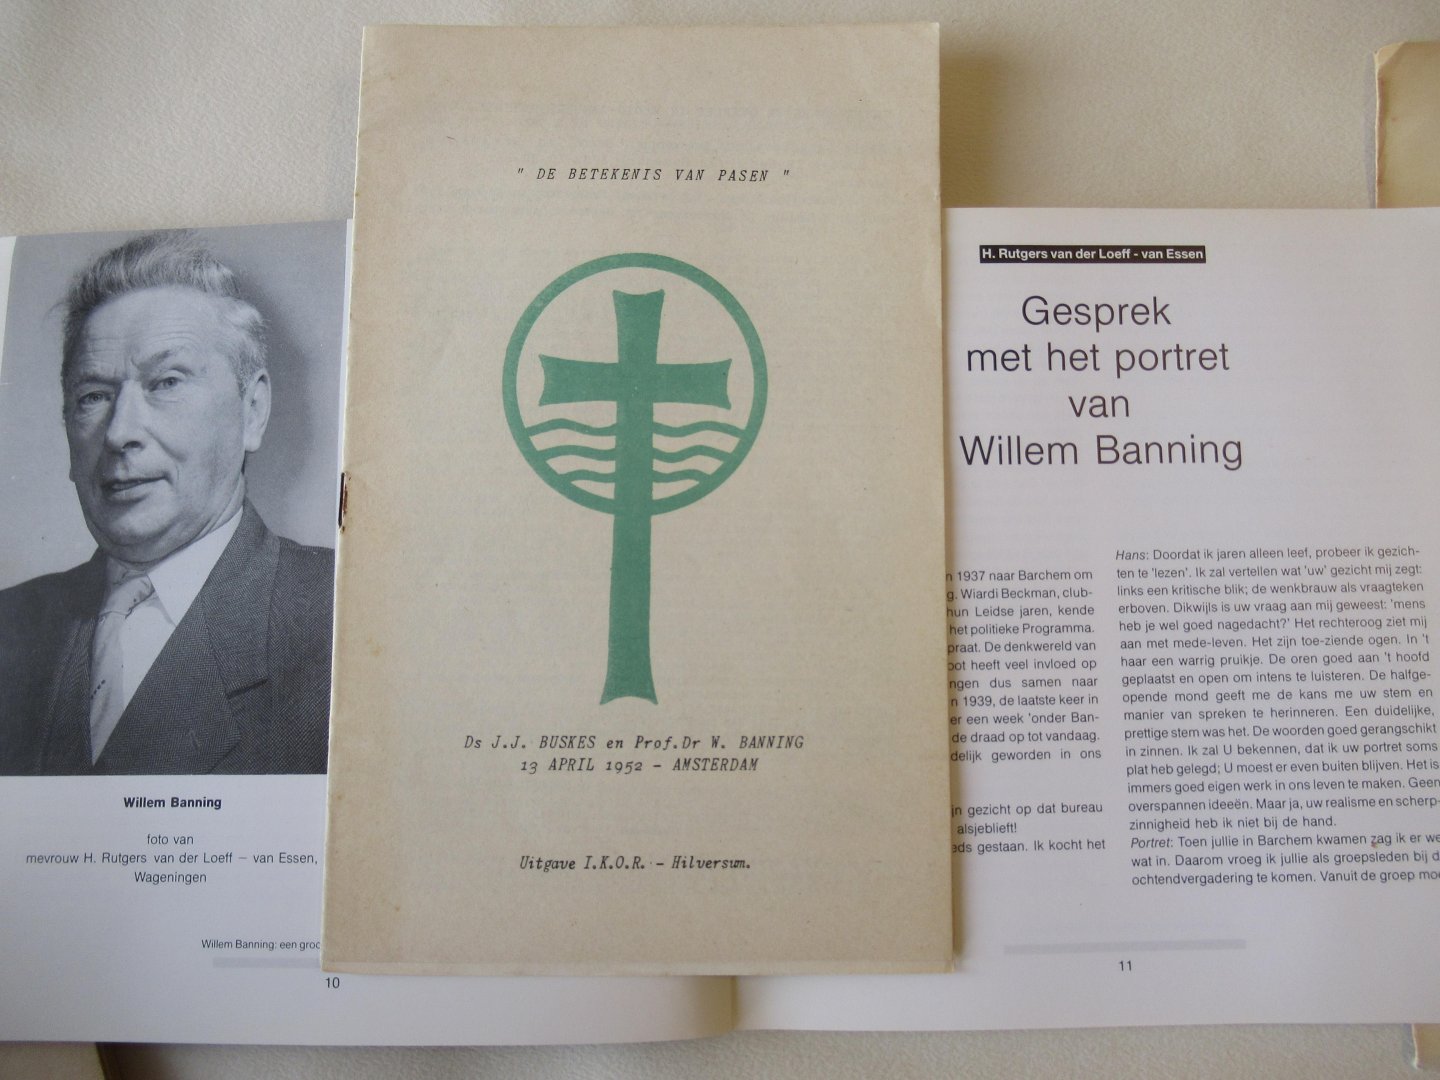 " DE BETEKENIS VAN PASEN "
Ds J.J. BUSKES en Prof.Dr W. BANNING
13 APRIL 1952 - AMSTERDAM
Uitgave I.K.O.R. - Hilversum.
Willem Banning
foto van
mevrouw H. Rutgers van der Loeff – van Essen,
Wageningen
Willem Banning: een
10
H. Rutgers van der Loeff - van Essen
Gesprek
met het portret
van
Willem Banning
1937 naar Barchem om
Wiardi Beckman, club-
Leidse jaren, kende
het politieke Programma.
De denkwereld van
heeft veel invloed op
dus samen naar
1939, de laatste keer in
een week 'onder Ban-
de draad op tot vandaag.
geworden in ons
gezicht op dat bureau
alsjeblieft!
gestaan. Ik kocht het
Hans: Doordat ik jaren alleen leef, probeer ik gezich-
ten te 'lezen'. Ik zal vertellen wat 'uw' gezicht mij zegt:
links een kritische blik; de wenkbrauw als vraagteken
erboven. Dikwijls is uw vraag aan mij geweest: 'mens
heb je wel goed nagedacht?' Het rechteroog ziet mij
aan met mede-leven. Het zijn toe-ziende ogen. In 't
haar een warrig pruikje. De oren goed aan 't hoofd
geplaatst en open om intens te luisteren. De halfge-
opende mond geeft me de kans me uw stem en
manier van spreken te herinneren. Een duidelijke,
prettige stem was het. De woorden goed gerangschikt
in zinnen. Ik zal U bekennen, dat ik uw portret soms
plat heb gelegd; U moest er even buiten blijven. Het is
immers goed eigen werk in ons leven te maken. Geen
overspannen ideeën. Maar ja, uw realisme en scherp-
zinnigheid heb ik niet bij de hand.
Portret: Toen jullie in Barchem kwamen zag ik er
wat in. Daarom vroeg ik jullie als groepsleden bij
ochtendvergadering te komen. Vanuit de groep
11